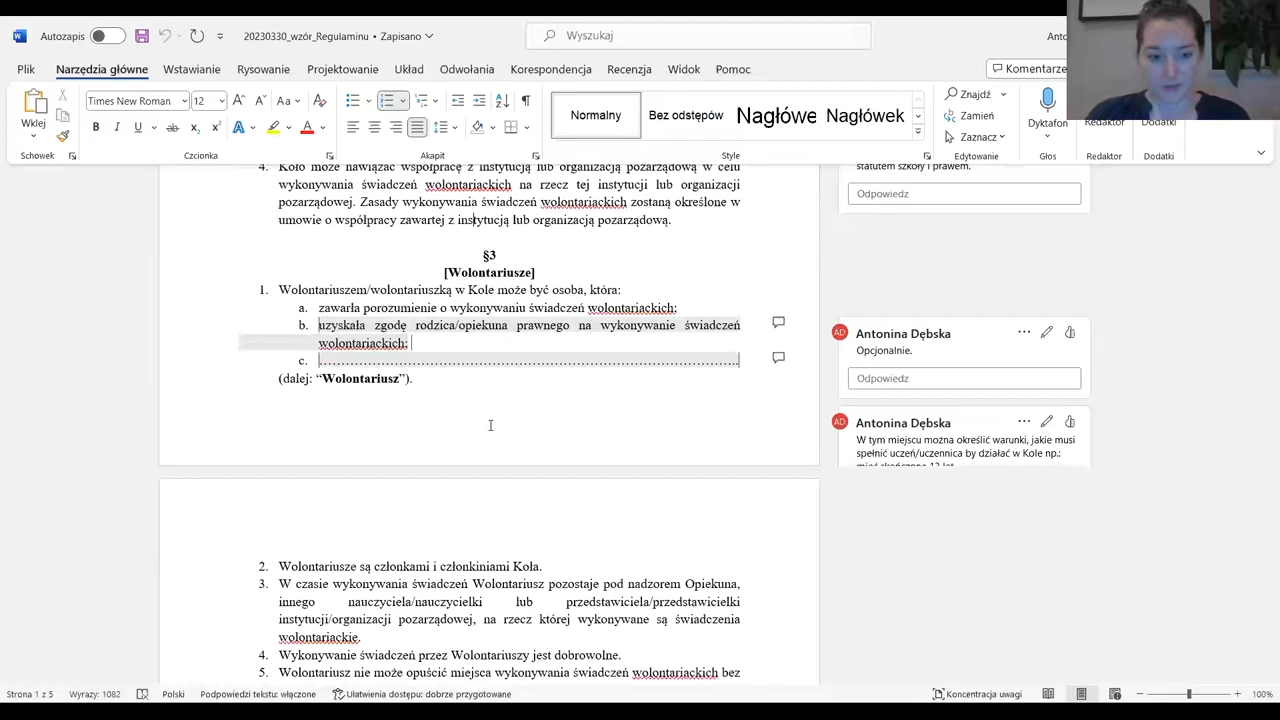 Autozapis
20230330_wzór_Regulaminu • Zapisano
Wyszukaj
Plik Narzędzia główne Wstawianie Rysowanie Projektowanie Układ Odwołania Korespondencja Recenzja Widok Pomoc
Komentarze
Wklej
Times New Roman 12
Normalny Bez odstępów Nagłówe Nagłówek
Znajdź
Zamień
Zaznacz
Dyktafon
Redaktor Dodatki
Schowek Czcionka Akapit Style Edytowanie Głos Redaktor Dodatki
4. Koło może nawiązać współpracę z instytucją lub organizacją pozarządową w celu
wykonywania świadczeń wolontariackich na rzecz tej instytucji lub organizacji
pozarządowej. Zasady wykonywania świadczeń wolontariackich zostaną określone w
umowie o współpracy zawartej z instytucją lub organizacją pozarządową.
§3
[Wolontariusze]
1. Wolontariuszem/wolontariuszką w Kole może być osoba, która:
a. zawarła porozumienie o wykonywaniu świadczeń wolontariackich;
b. uzyskała zgodę rodzica/opiekuna prawnego na wykonywanie świadczeń
wolontariackich;
c. …………………………………………………………………………..
(dalej: “Wolontariusz”).
2. Wolontariusze są członkami i członkiniami Koła.
3. W czasie wykonywania świadczeń Wolontariusz pozostaje pod nadzorem Opiekuna,
innego nauczyciela/nauczycielki lub przedstawiciela/przedstawicielki
instytucji/organizacji pozarządowej, na rzecz której wykonywane są świadczenia
wolontariackie.
4. Wykonywanie świadczeń przez Wolontariuszy jest dobrowolne.
5. Wolontariusz nie może opuścić miejsca wykonywania świadczeń wolontariackich bez
statutem szkoły i prawem.
Odpowiedz
AD Antonina Dębska
Opcjonalnie.
Odpowiedz
AD Antonina Dębska
W tym miejscu można określić warunki, jakie musi
spełnić uczeń/uczennica by działać w Kole np.:
mieć skończone 13 lat
Strona 1 z 5 Wyrazy: 1082 Polski Podpowiedzi tekstu: włączone Ułatwienia dostępu: dobrze przygotowane Koncentracja uwagi 100%